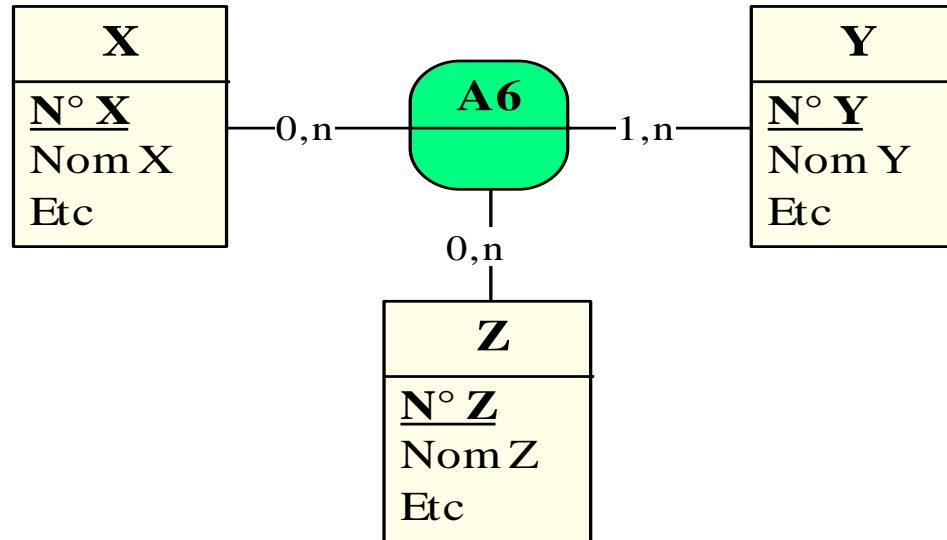 X
N° X
Nom X
Etc
0,n
A6
1,n
Y
N° Y
Nom Y
Etc
0,n
Z
N° Z
Nom Z
Etc